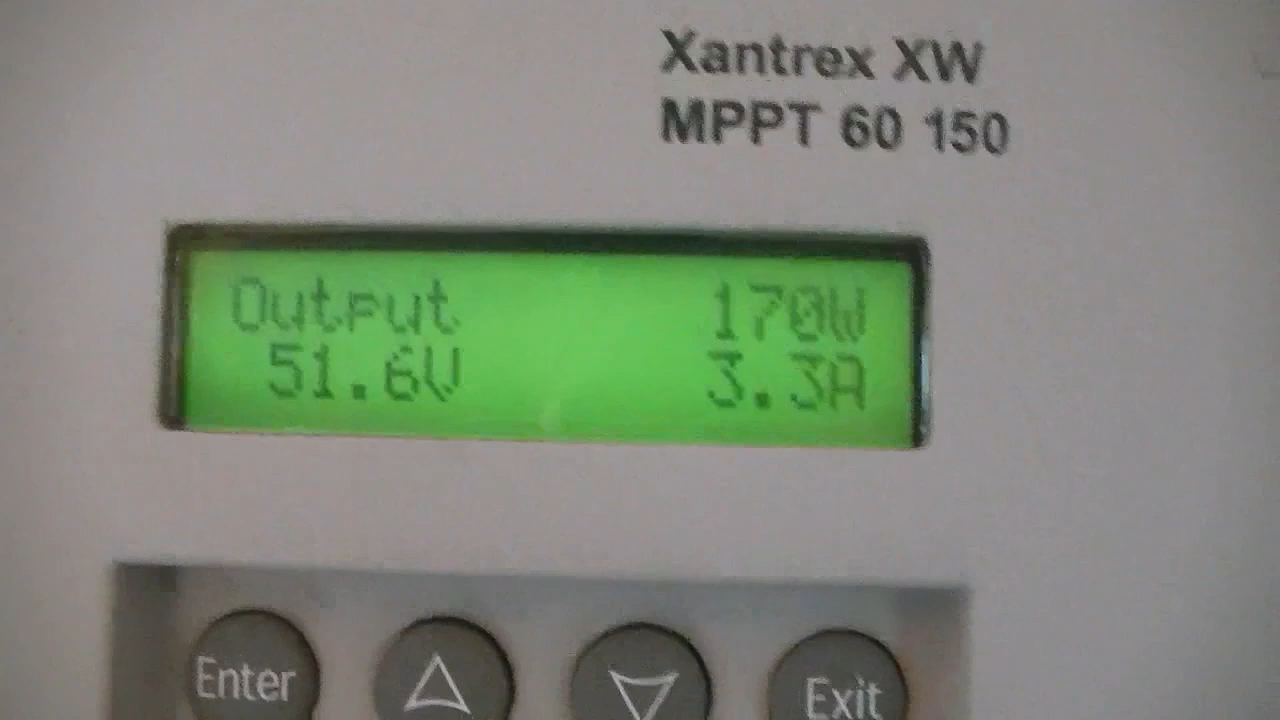 Xantrex XW
MPPT 60 150
Output 170W
51.6V 3.3A
Enter Exit